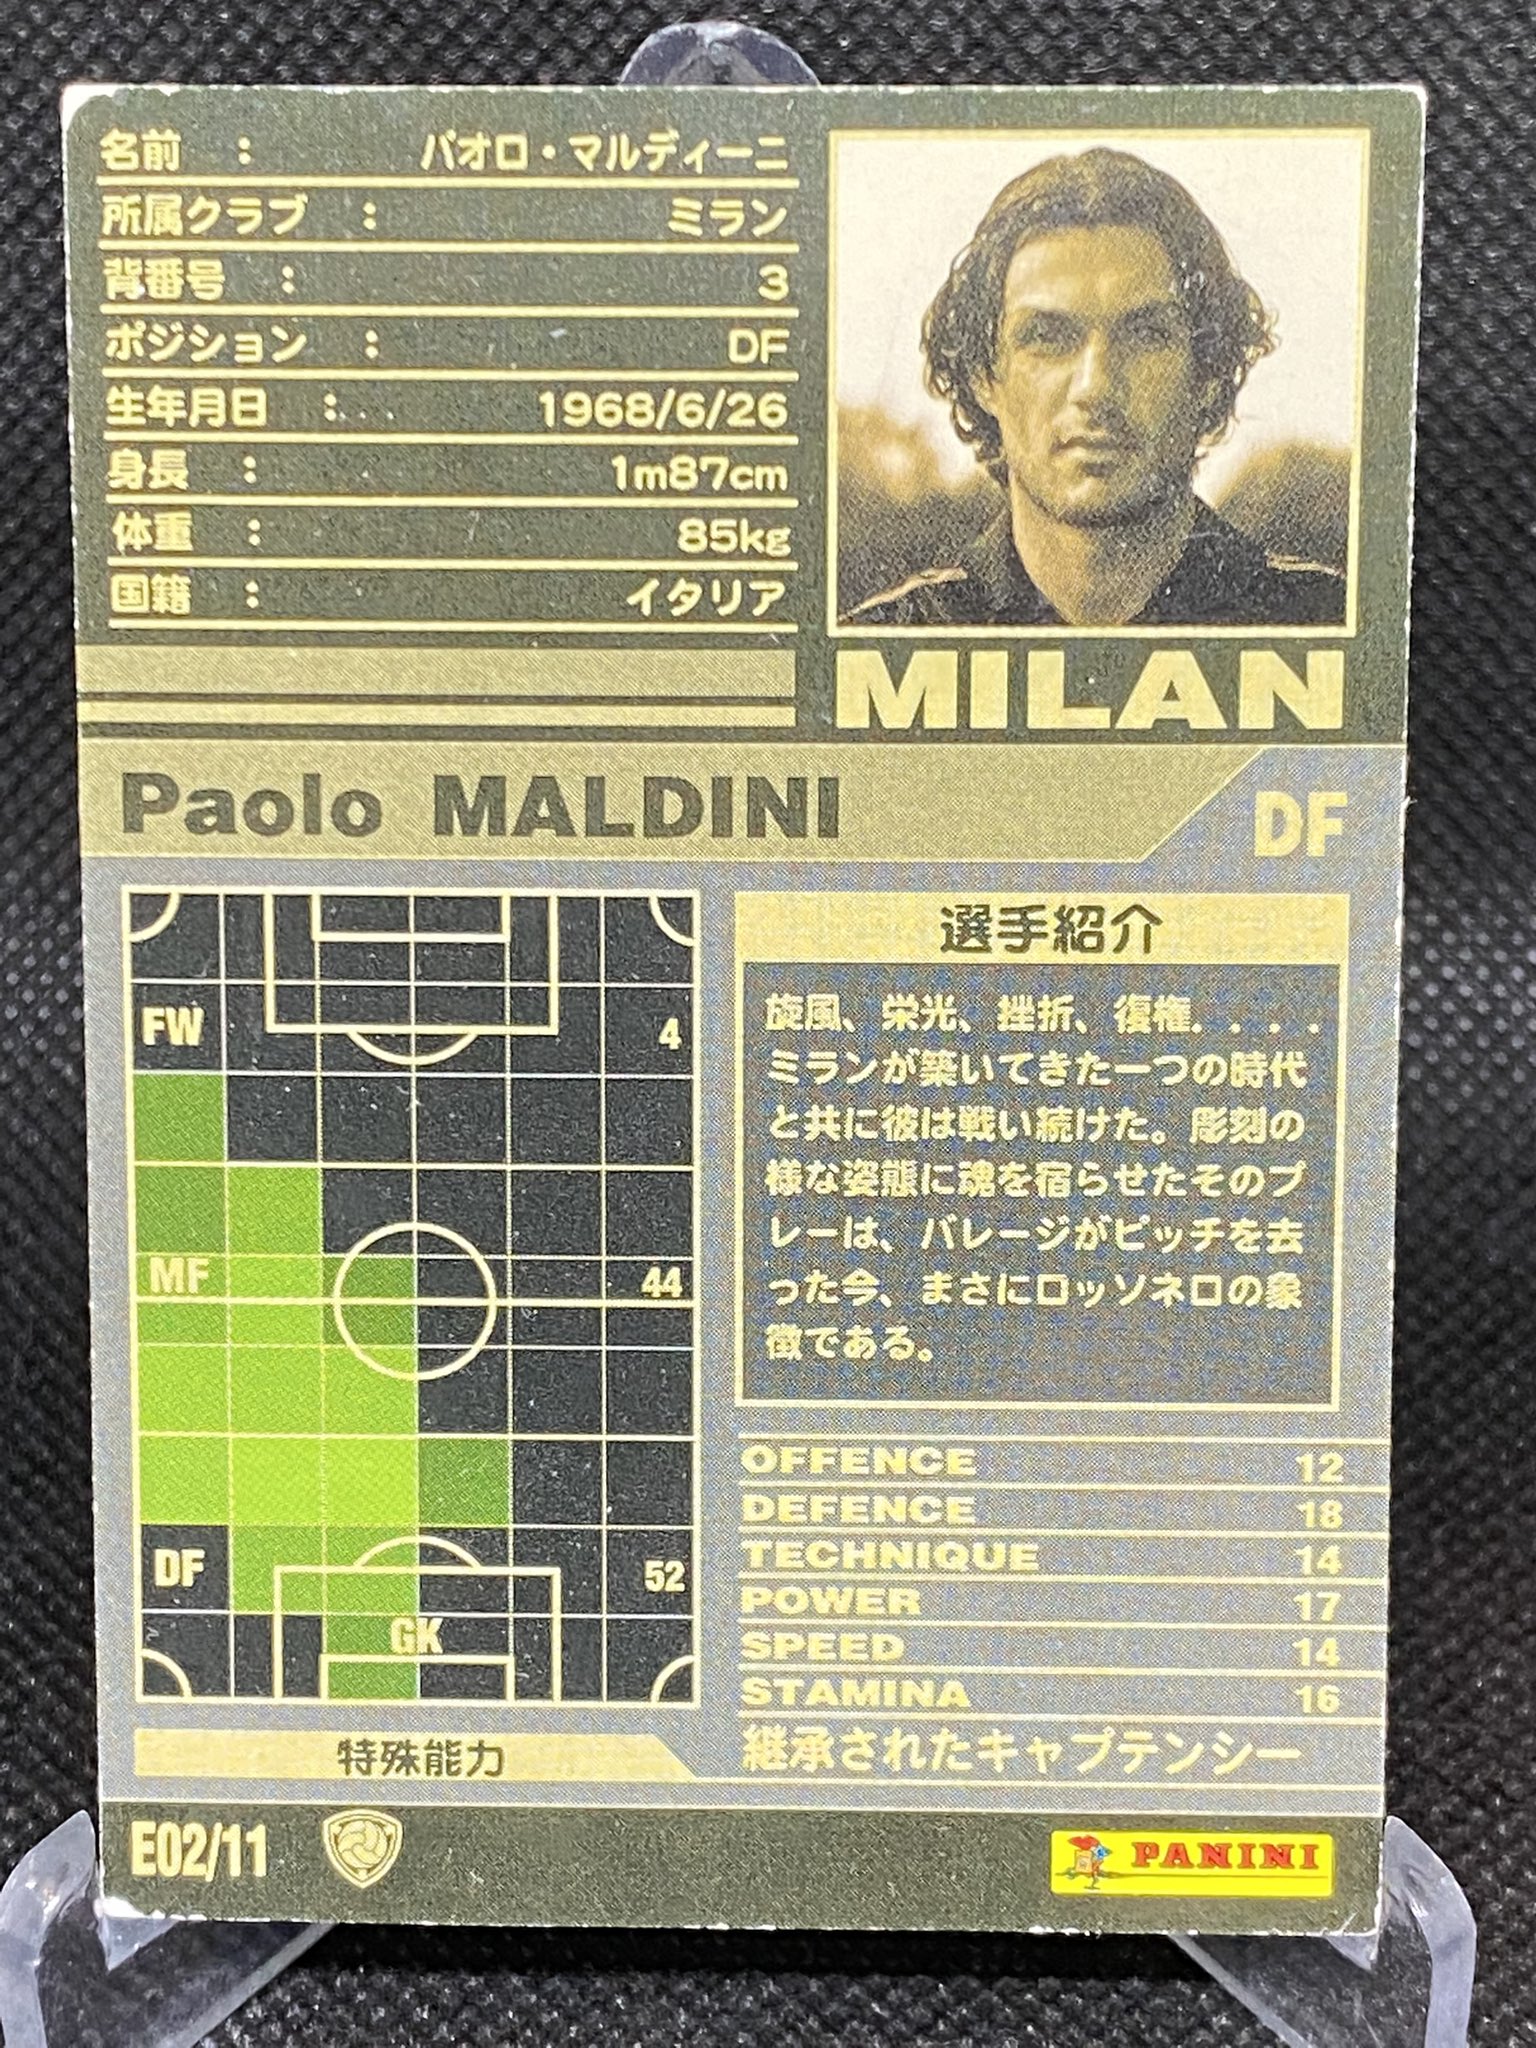 名前 : パオロ・マルディーニ
所属クラブ : ミラン
背番号 : 3
ポジション : DF
生年月日 : 1968/6/26
身長 : 1m87cm
体重 : 85kg
国籍 : イタリア
MILAN
Paolo MALDINI
DF
FW 4
MF 44
DF 52
GK
選手紹介
旋風、栄光、挫折、復権. . . .
ミランが築いてきた一つの時代
と共に彼は戦い続けた。彫刻の
様な姿態に魂を宿らせたそのプ
レーは、バレージがピッチを去
った今、まさにロッソネロの象
徴である。
OFFENCE 12
DEFENCE 18
TECHNIQUE 14
POWER 17
SPEED 14
STAMINA 16
特殊能力 継承されたキャプテンシー
E02/11
PANINI